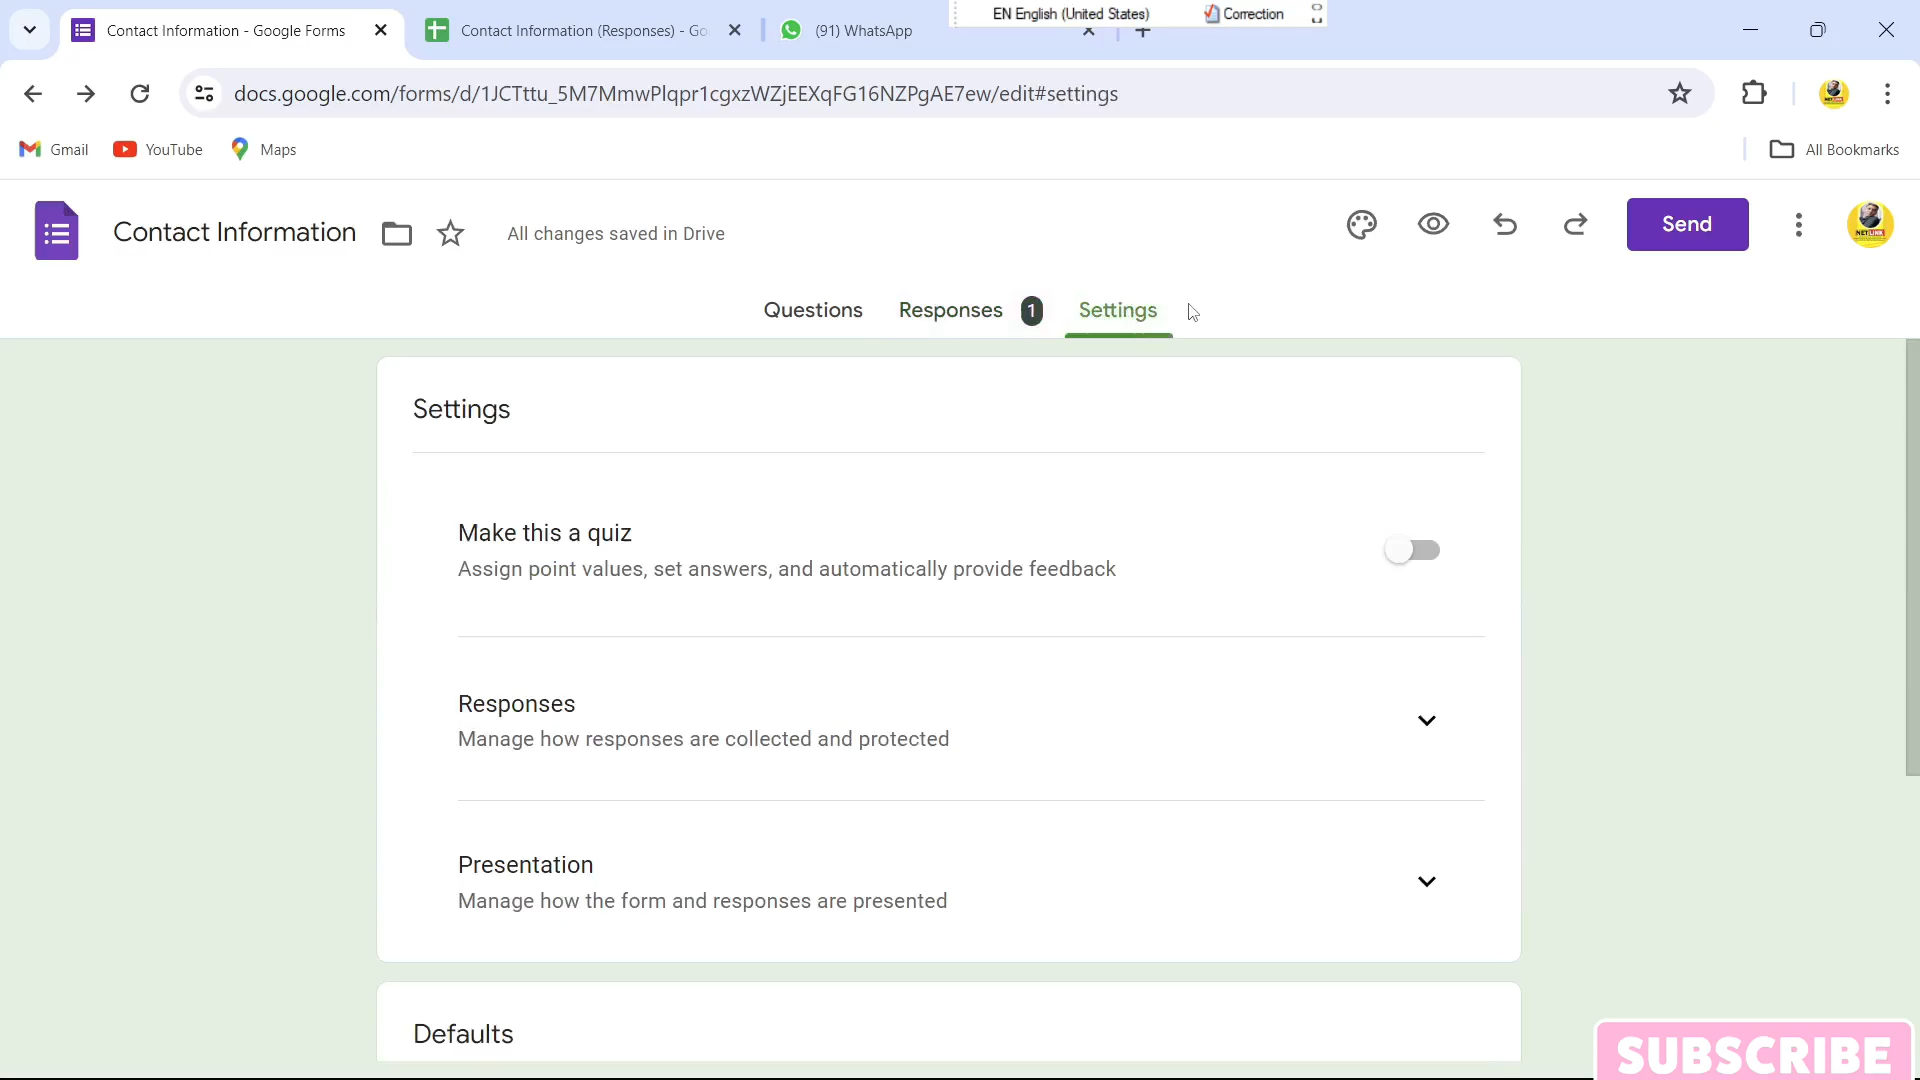 EN English (United States) Correction
Contact Information - Google Forms
Contact Information (Responses) - Go
(91) WhatsApp
docs.google.com/forms/d/1JCTttu_5M7MmwPlqpr1cgxzWZjEEXqFG16NZPgAE7ew/edit#settings
Gmail YouTube Maps All Bookmarks
Contact Information All changes saved in Drive Send
NETLINK
Questions Responses 1 Settings
Settings
Make this a quiz
Assign point values, set answers, and automatically provide feedback
Responses
Manage how responses are collected and protected
Presentation
Manage how the form and responses are presented
Defaults
SUBSCRIBE